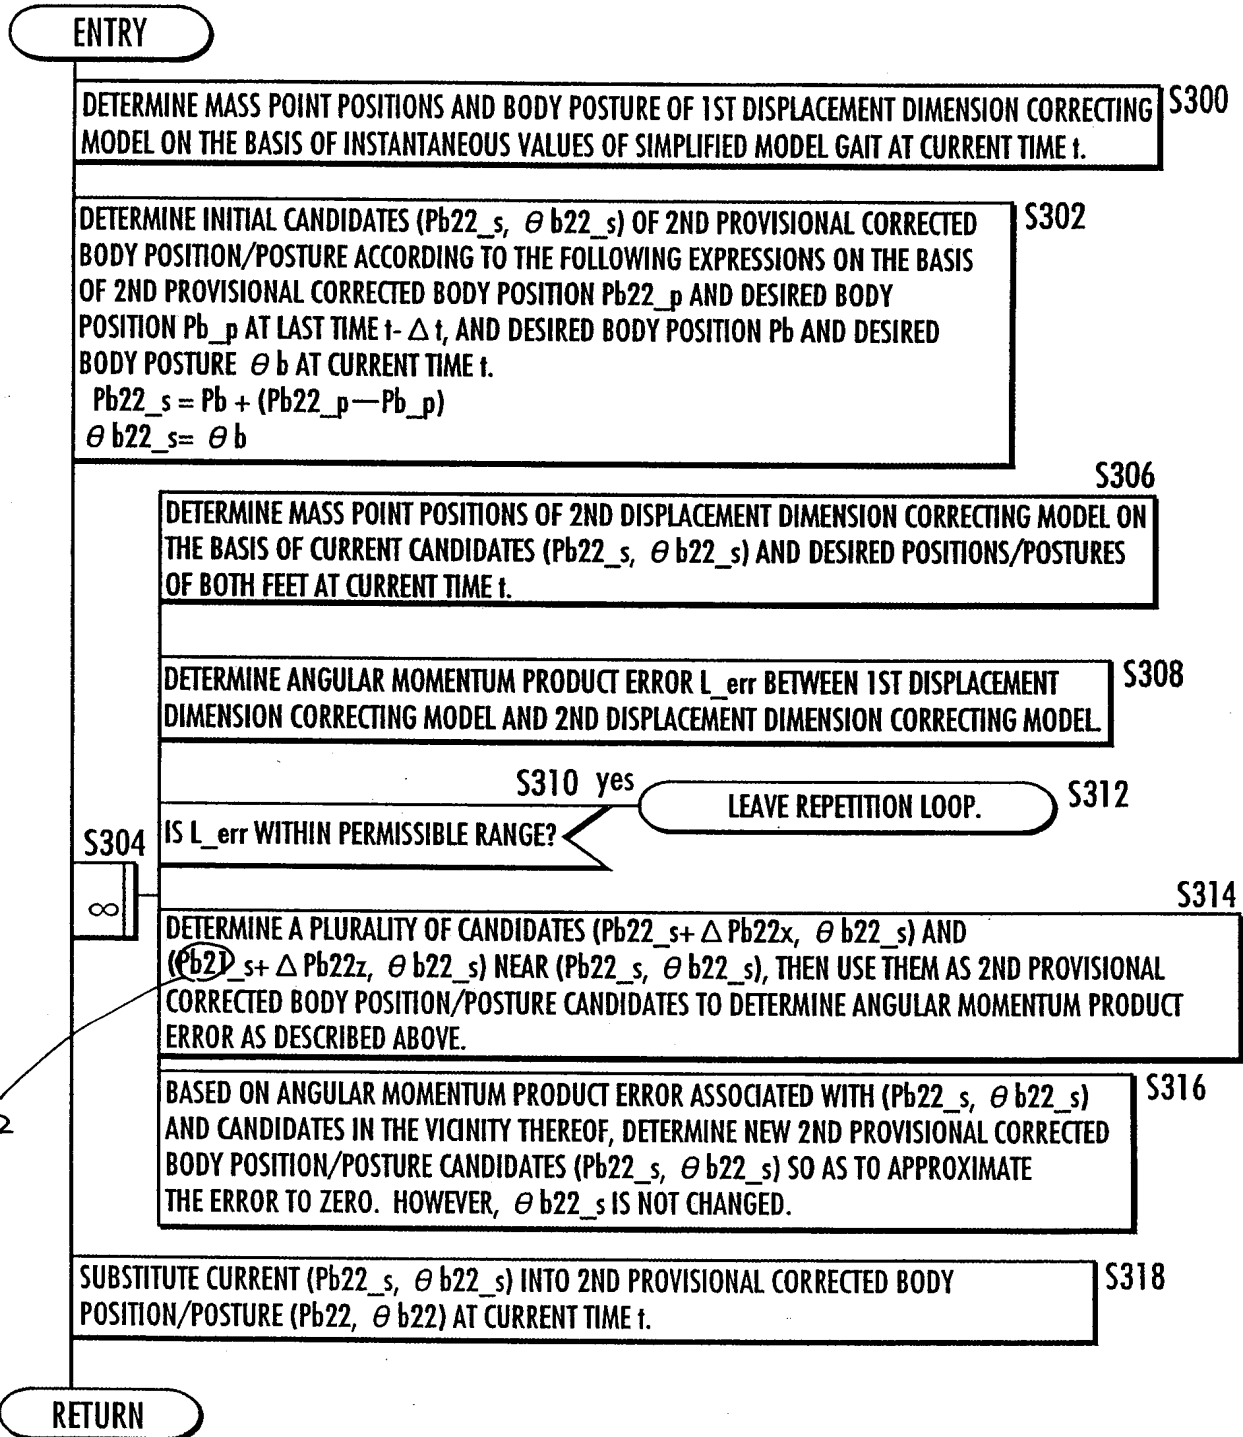 ENTRY
DETERMINE MASS POINT POSITIONS AND BODY POSTURE OF 1ST DISPLACEMENT DIMENSION CORRECTING
MODEL ON THE BASIS OF INSTANTANEOUS VALUES OF SIMPLIFIED MODEL GAIT AT CURRENT TIME t.
S300
DETERMINE INITIAL CANDIDATES (Pb22_s, θ b22_s) OF 2ND PROVISIONAL CORRECTED
BODY POSITION/POSTURE ACCORDING TO THE FOLLOWING EXPRESSIONS ON THE BASIS
OF 2ND PROVISIONAL CORRECTED BODY POSITION Pb22_p AND DESIRED BODY
POSITION Pb_p AT LAST TIME t- Δ t, AND DESIRED BODY POSITION Pb AND DESIRED
BODY POSTURE θ b AT CURRENT TIME t.
Pb22_s = Pb + (Pb22_p—Pb_p)
θ b22_s= θ b
S302
S306
DETERMINE MASS POINT POSITIONS OF 2ND DISPLACEMENT DIMENSION CORRECTING MODEL ON
THE BASIS OF CURRENT CANDIDATES (Pb22_s, θ b22_s) AND DESIRED POSITIONS/POSTURES
OF BOTH FEET AT CURRENT TIME t.
DETERMINE ANGULAR MOMENTUM PRODUCT ERROR L_err BETWEEN 1ST DISPLACEMENT
DIMENSION CORRECTING MODEL AND 2ND DISPLACEMENT DIMENSION CORRECTING MODEL.
S308
S310 yes
LEAVE REPETITION LOOP.
S312
IS L_err WITHIN PERMISSIBLE RANGE?
S304
∞
S314
DETERMINE A PLURALITY OF CANDIDATES (Pb22_s+ Δ Pb22x, θ b22_s) AND
(Pb21_s+ Δ Pb22z, θ b22_s) NEAR (Pb22_s, θ b22_s), THEN USE THEM AS 2ND PROVISIONAL
CORRECTED BODY POSITION/POSTURE CANDIDATES TO DETERMINE ANGULAR MOMENTUM PRODUCT
ERROR AS DESCRIBED ABOVE.
2
BASED ON ANGULAR MOMENTUM PRODUCT ERROR ASSOCIATED WITH (Pb22_s, θ b22_s)
AND CANDIDATES IN THE VICINITY THEREOF, DETERMINE NEW 2ND PROVISIONAL CORRECTED
BODY POSITION/POSTURE CANDIDATES (Pb22_s, θ b22_s) SO AS TO APPROXIMATE
THE ERROR TO ZERO. HOWEVER, θ b22_s IS NOT CHANGED.
S316
SUBSTITUTE CURRENT (Pb22_s, θ b22_s) INTO 2ND PROVISIONAL CORRECTED BODY
POSITION/POSTURE (Pb22, θ b22) AT CURRENT TIME t.
S318
RETURN